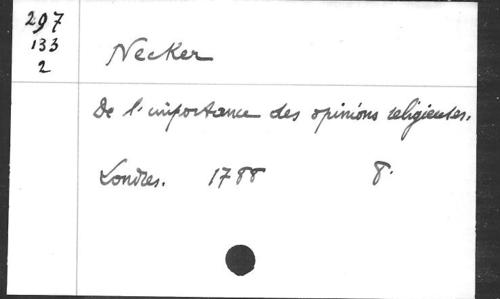 297
133
2
Necker
De l'importance des opinions religieuses.
Londres. 1788 8.